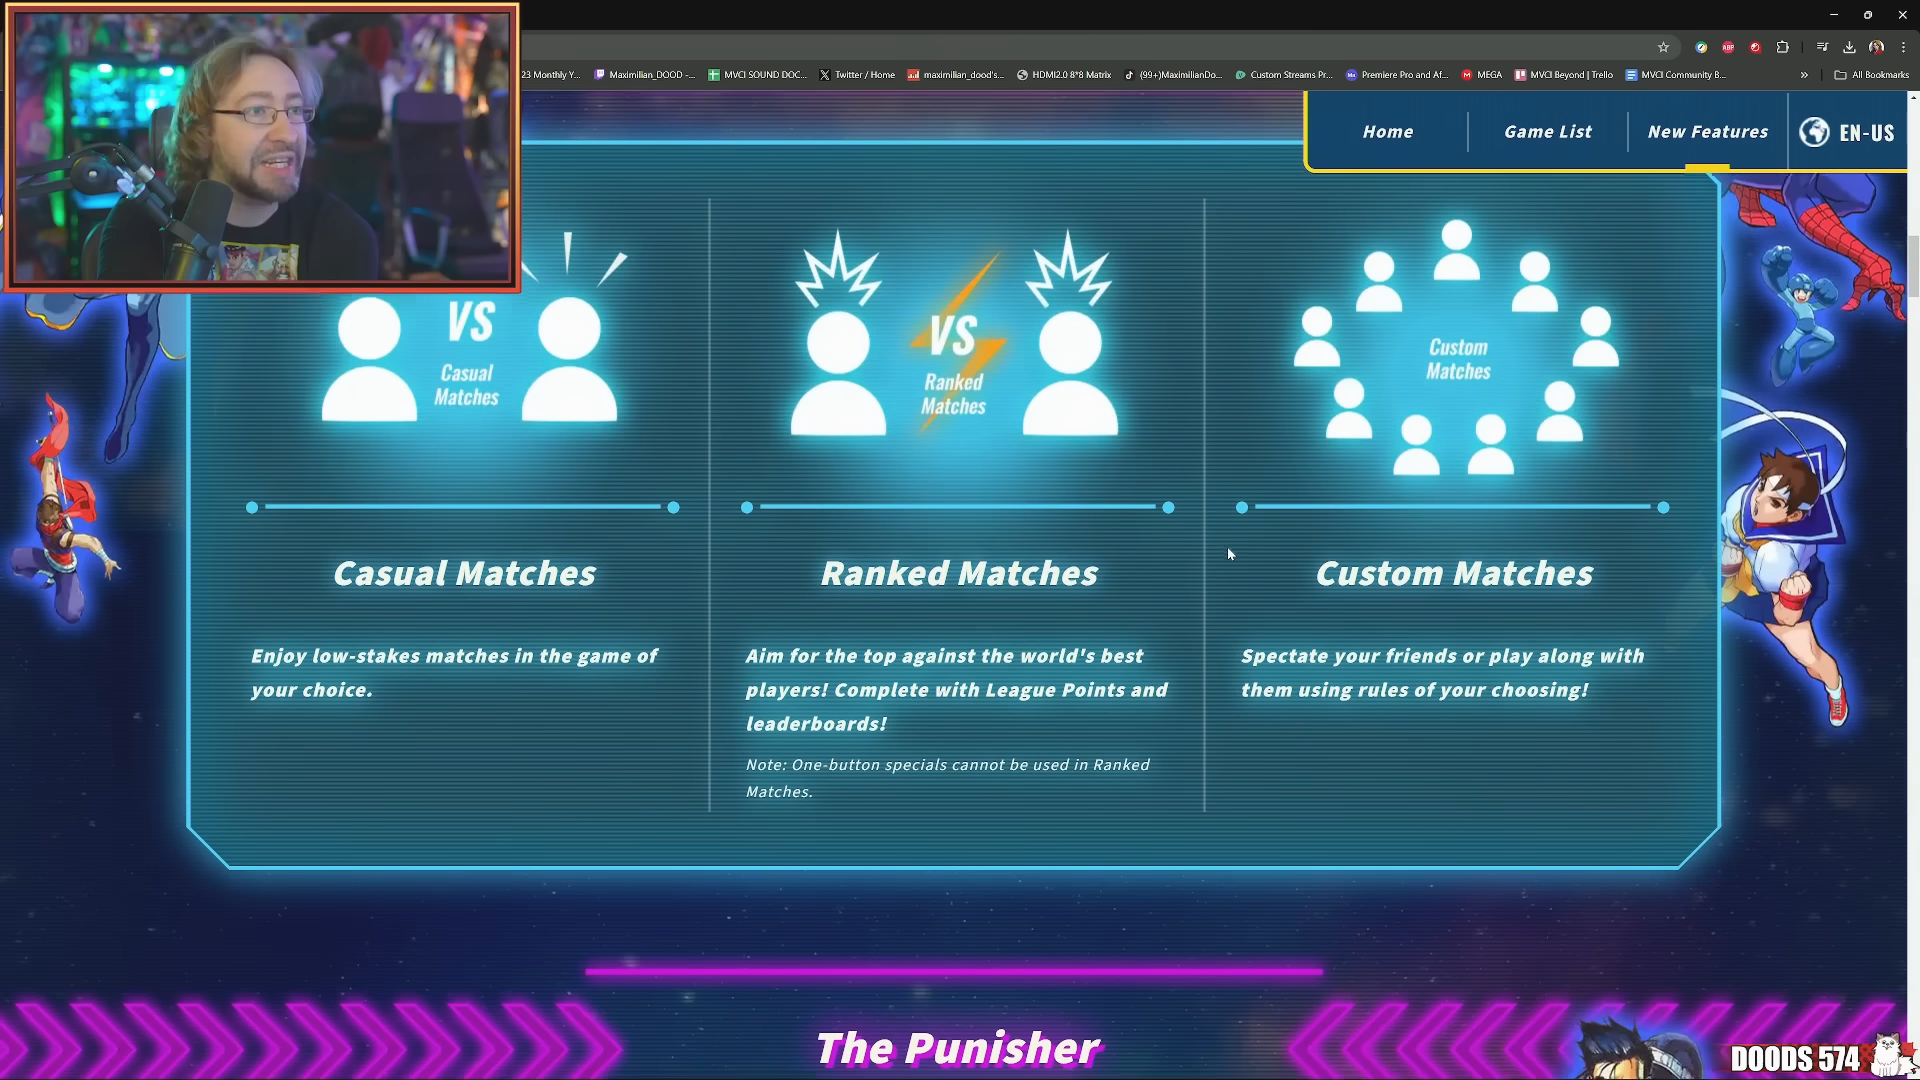 23 Monthly Y...
Maximilian_DOOD -...
MVCI SOUND DOC...
Twitter / Home
maximilian_dood's...
HDMI2.0 8*8 Matrix
(99+)MaximilianDo...
Custom Streams Pr...
Premiere Pro and Af...
MEGA
MVCI Beyond | Trello
MVCI Community B...
»
All Bookmarks
Home
Game List
New Features
EN-US
VS
Casual
Matches
VS
Ranked
Matches
Custom
Matches
Casual Matches
Enjoy low-stakes matches in the game of
your choice.
Ranked Matches
Aim for the top against the world's best
players! Complete with League Points and
leaderboards!
Note: One-button specials cannot be used in Ranked
Matches.
Custom Matches
Spectate your friends or play along with
them using rules of your choosing!
The Punisher
DOODS 574